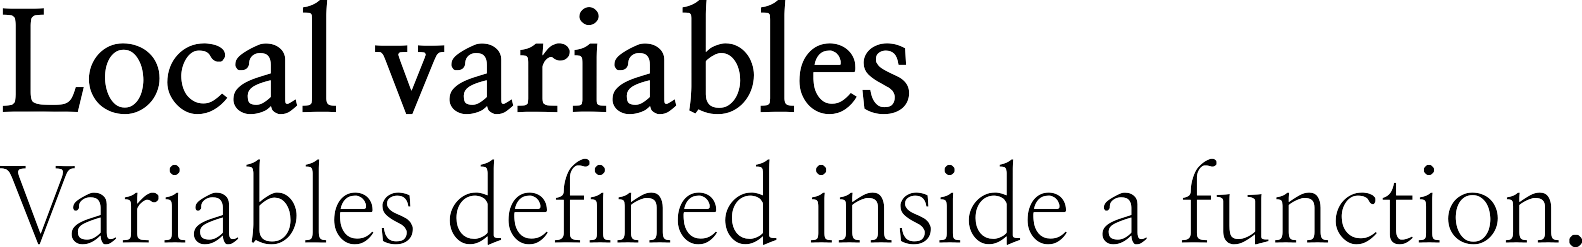 Local variables
Variables defined inside a function.